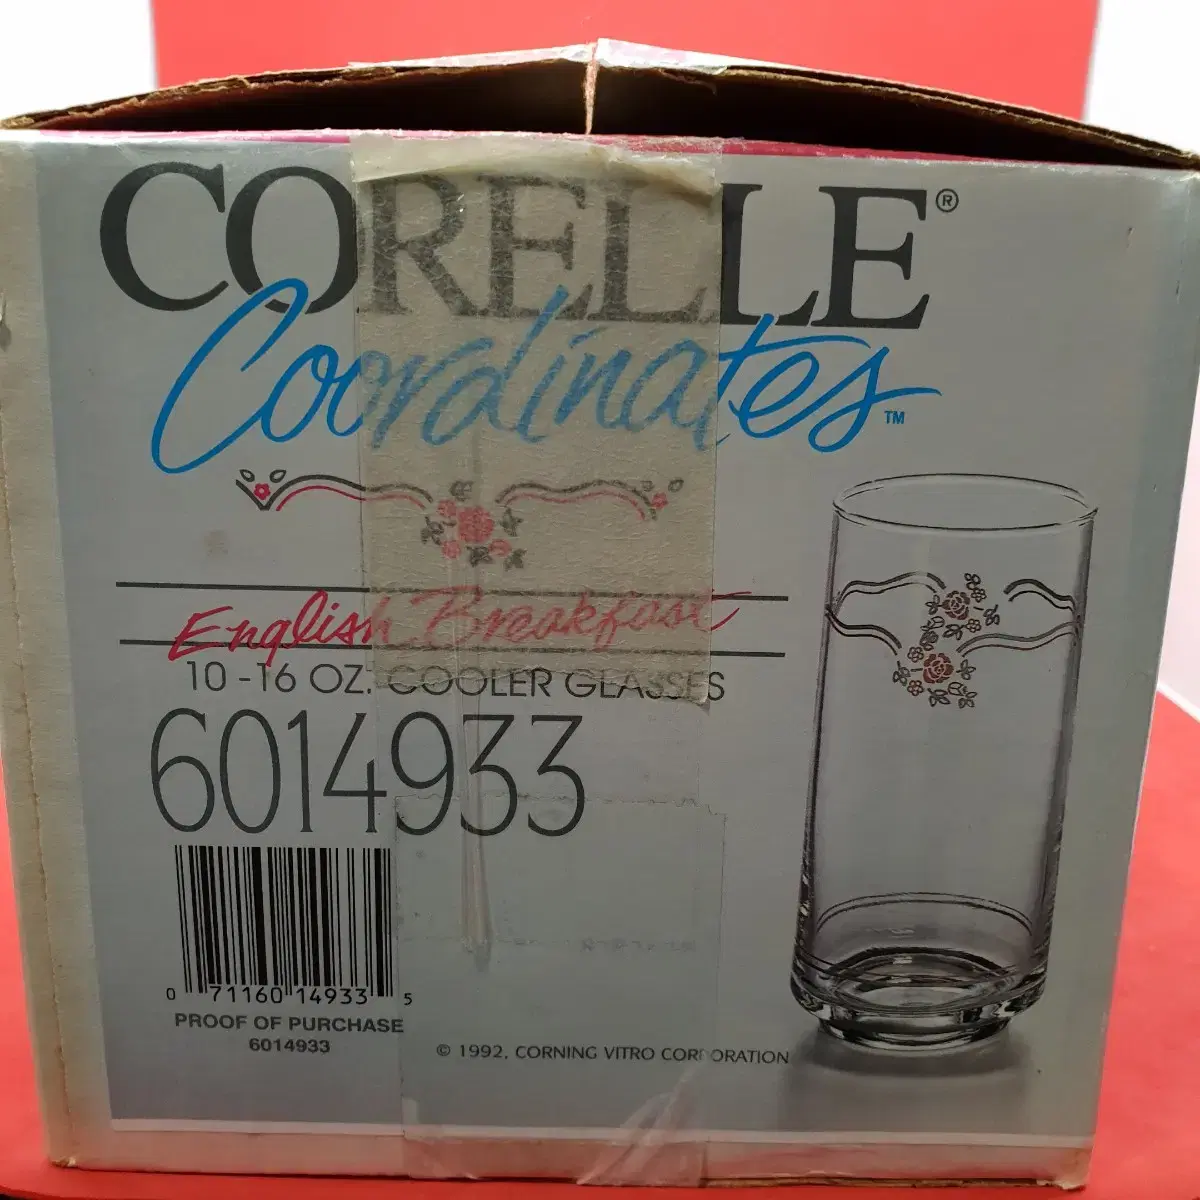 CORELLE®
Coordinates™
English Breakfast
10-16 OZ. COOLER GLASSES
6014933
0 71160 14933 5
PROOF OF PURCHASE
6014933
© 1992, CORNING VITRO CORPORATION